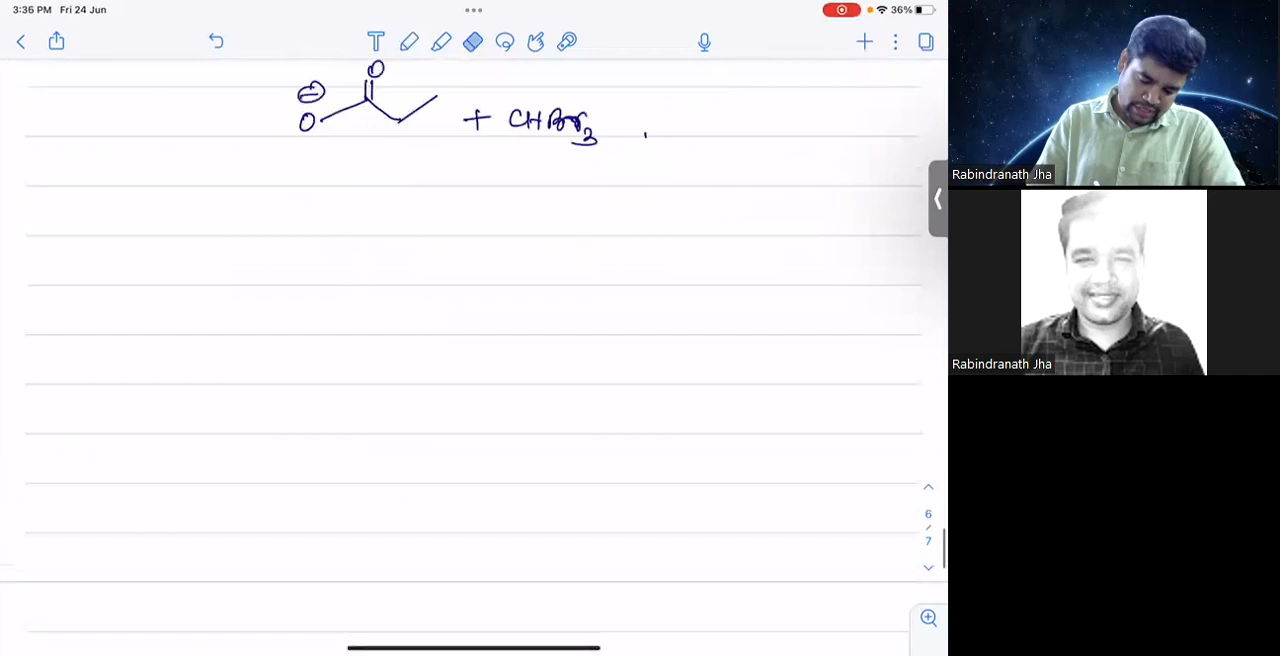 3:36 PM Fri 24 Jun
36%
T
O
⊖
O + CHBr3
Rabindranath Jha
Rabindranath Jha
6
/
7